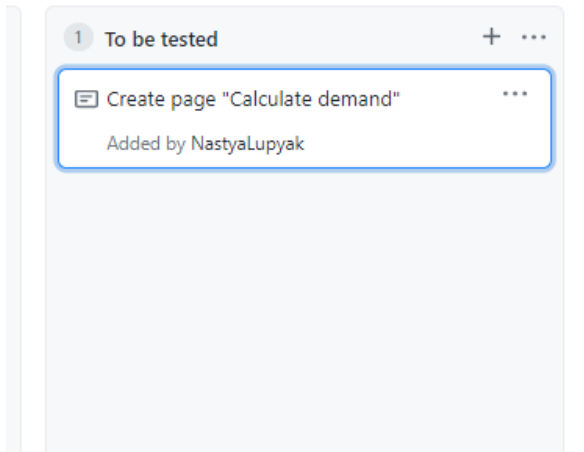 1 To be tested
Create page "Calculate demand"
Added by NastyaLupyak